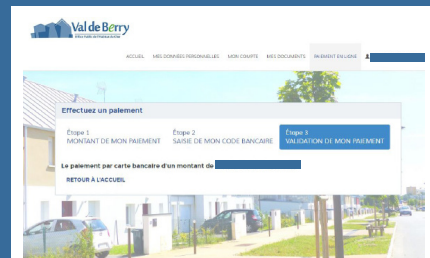 Val de Berry
ACCUEIL MES DONNÉES PERSONNELLES MON COMPTE MES DOCUMENTS PAIEMENT EN LIGNE
Effectuez un paiement
Étape 1
MONTANT DE MON PAIEMENT
Étape 2
SAISIE DE MON CODE BANCAIRE
Étape 3
VALIDATION DE MON PAIEMENT
Le paiement par carte bancaire d'un montant de
RETOUR À L'ACCUEIL